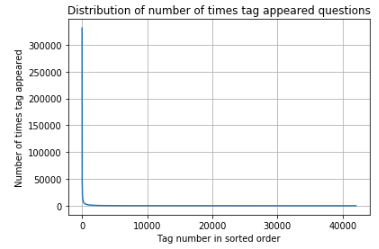 Distribution of number of times tag appeared questions
Number of times tag appeared
300000
250000
200000
150000
100000
50000
0
0 10000 20000 30000 40000
Tag number in sorted order